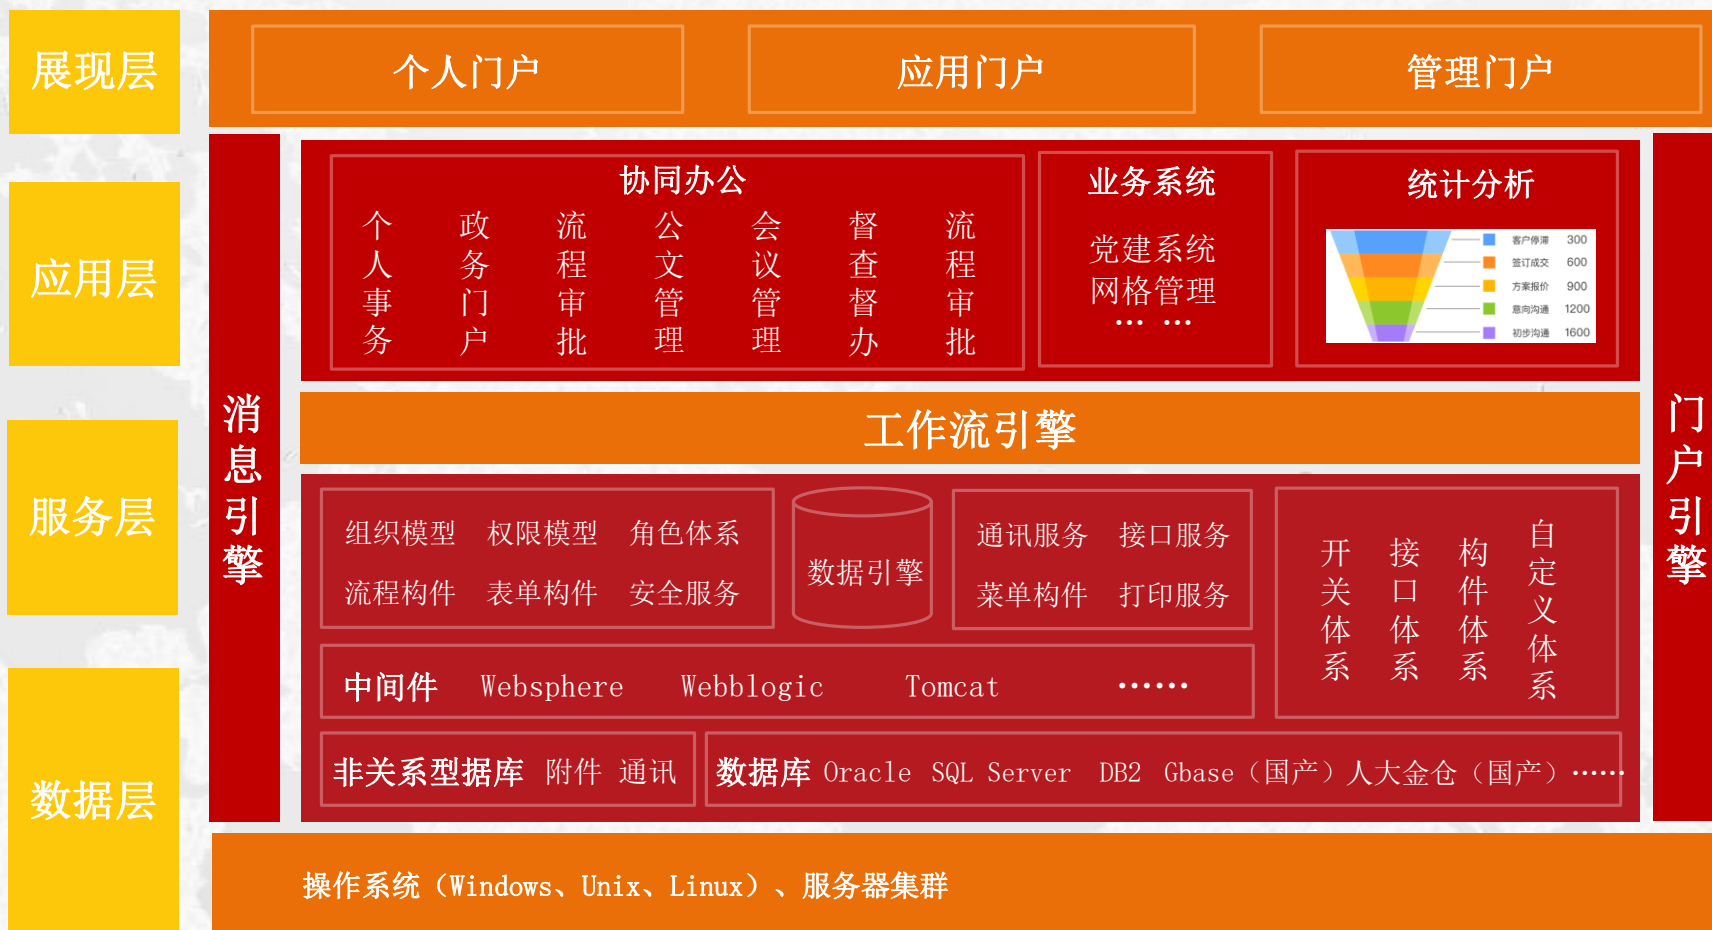 展现层
个人门户
应用门户
管理门户
应用层
消息引擎
协同办公
个人事务
政务门户
流程审批
公文管理
会议管理
督查督办
流程审批
业务系统
党建系统
网格管理
… …
统计分析
客户停滞 300
签订成交 600
方案报价 900
意向沟通 1200
初步沟通 1600
门户引擎
工作流引擎
服务层
组织模型 权限模型 角色体系
流程构件 表单构件 安全服务
数据引擎
通讯服务 接口服务
菜单构件 打印服务
开关体系
接口体系
构件体系
自定义体系
中间件 Websphere Webblogic Tomcat ……
数据层
非关系型据库 附件 通讯
数据库 Oracle SQL Server DB2 Gbase（国产）人大金仓（国产）……
操作系统（Windows、Unix、Linux）、服务器集群